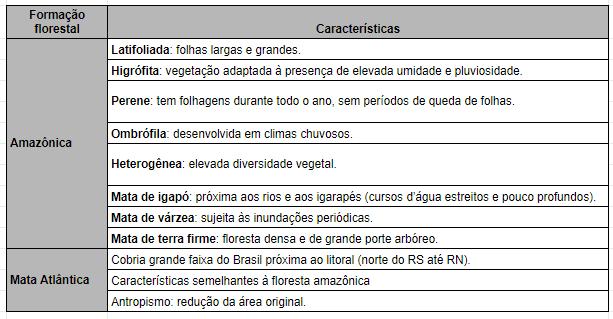 Formação
florestal
Características
Amazônica
Latifoliada: folhas largas e grandes.
Higrófita: vegetação adaptada à presença de elevada umidade e pluviosidade.
Perene: tem folhagens durante todo o ano, sem períodos de queda de folhas.
Ombrófila: desenvolvida em climas chuvosos.
Heterogênea: elevada diversidade vegetal.
Mata de igapó: próxima aos rios e aos igarapés (cursos d'água estreitos e pouco profundos).
Mata de várzea: sujeita às inundações periódicas.
Mata de terra firme: floresta densa e de grande porte arbóreo.
Mata Atlântica
Cobria grande faixa do Brasil próxima ao litoral (norte do RS até RN).
Características semelhantes à floresta amazônica
Antropismo: redução da área original.